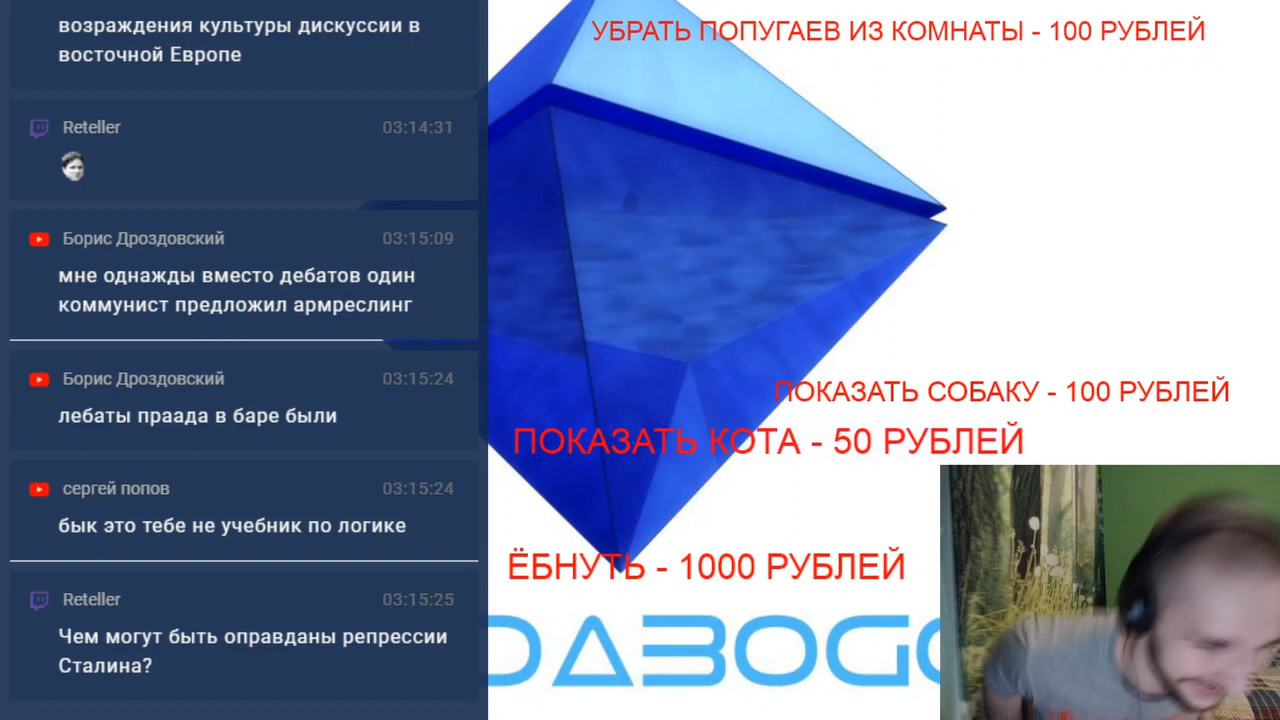 возраждения культуры дискуссии в
восточной Европе
Reteller 03:14:31
Борис Дроздовский 03:15:09
мне однажды вместо дебатов один
коммунист предложил армреслинг
Борис Дроздовский 03:15:24
лебаты праада в баре были
сергей попов 03:15:24
бык это тебе не учебник по логике
Reteller 03:15:25
Чем могут быть оправданы репрессии
Сталина?
УБРАТЬ ПОПУГАЕВ ИЗ КОМНАТЫ - 100 РУБЛЕЙ
ПОКАЗАТЬ СОБАКУ - 100 РУБЛЕЙ
ПОКАЗАТЬ КОТА - 50 РУБЛЕЙ
ЁБНУТЬ - 1000 РУБЛЕЙ